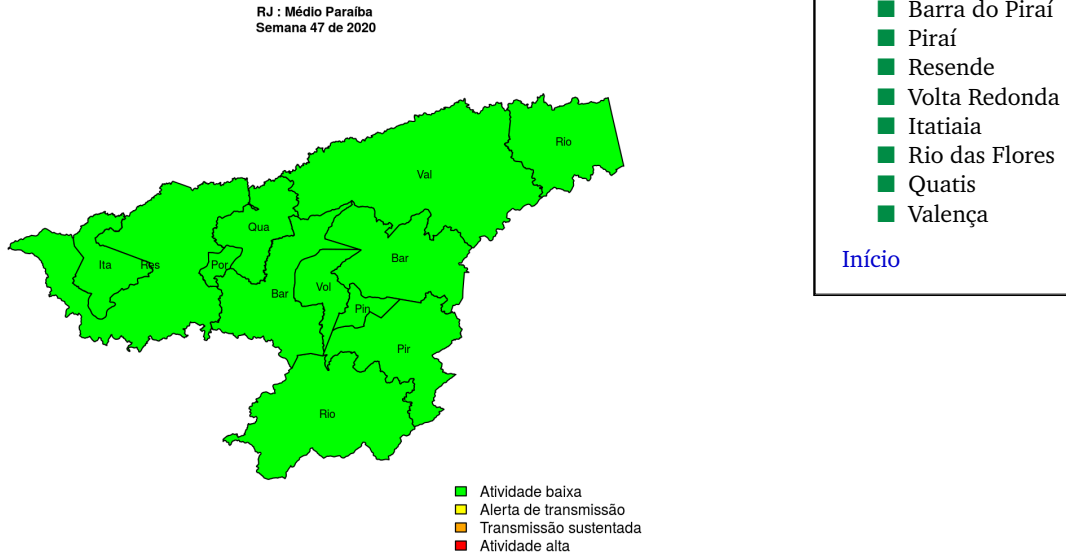 RJ : Médio Paraíba
Semana 47 de 2020
Rio
Val
Qua
Ita
Res
Por
Bar
Bar
Vol
Pin
Pir
Rio
Atividade baixa
Alerta de transmissão
Transmissão sustentada
Atividade alta
Barra do Piraí
Piraí
Resende
Volta Redonda
Itatiaia
Rio das Flores
Quatis
Valença
Início